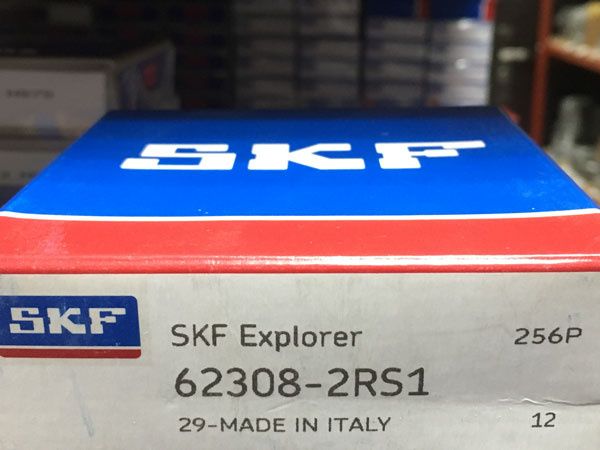 SKF
SKF
SKF Explorer 256P
62308-2RS1
29-MADE IN ITALY 12